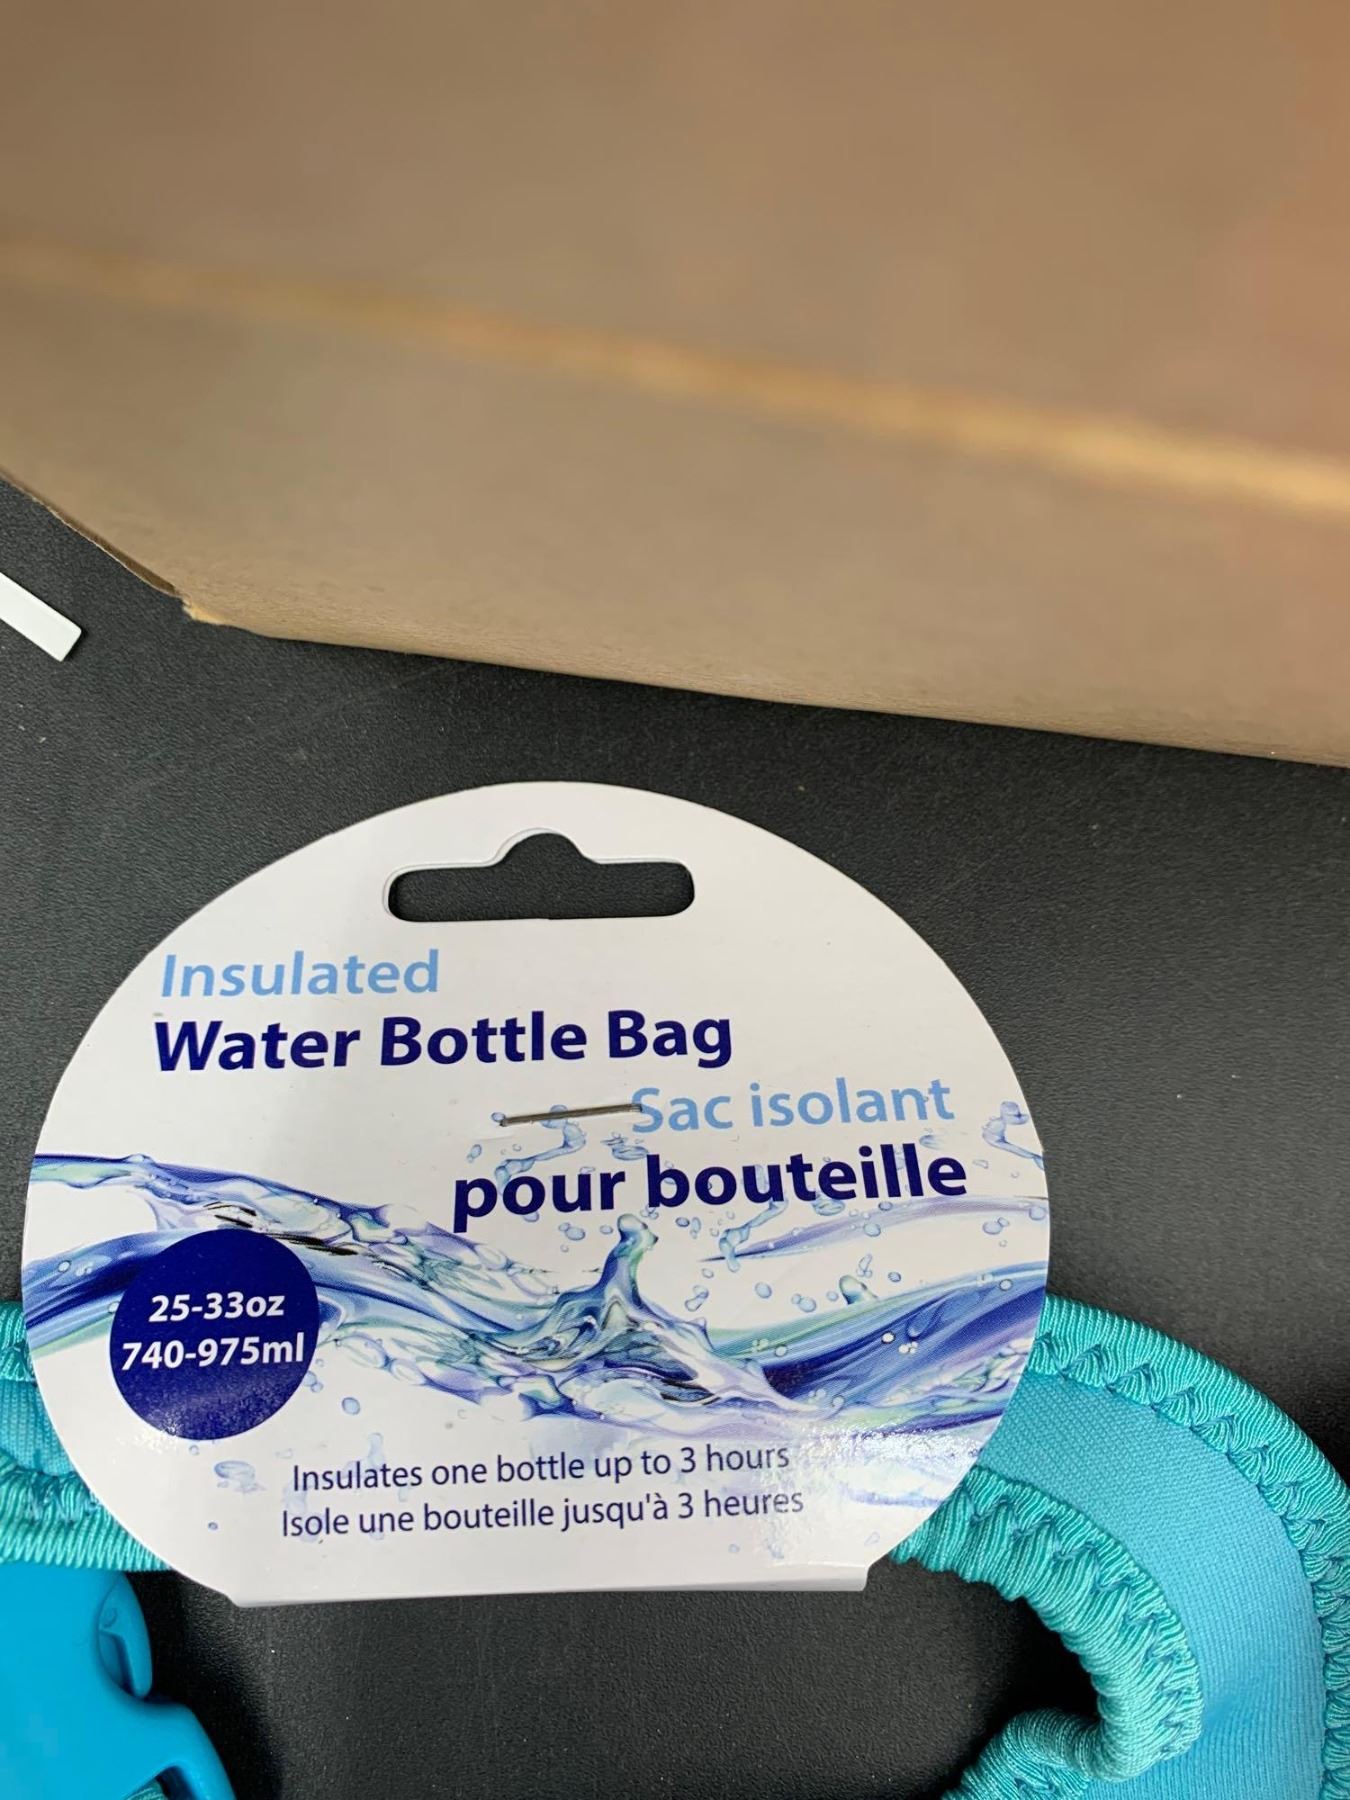 Insulated
Water Bottle Bag
Sac isolant
pour bouteille
25-33oz
740-975ml
Insulates one bottle up to 3 hours
Isole une bouteille jusqu'à 3 heures